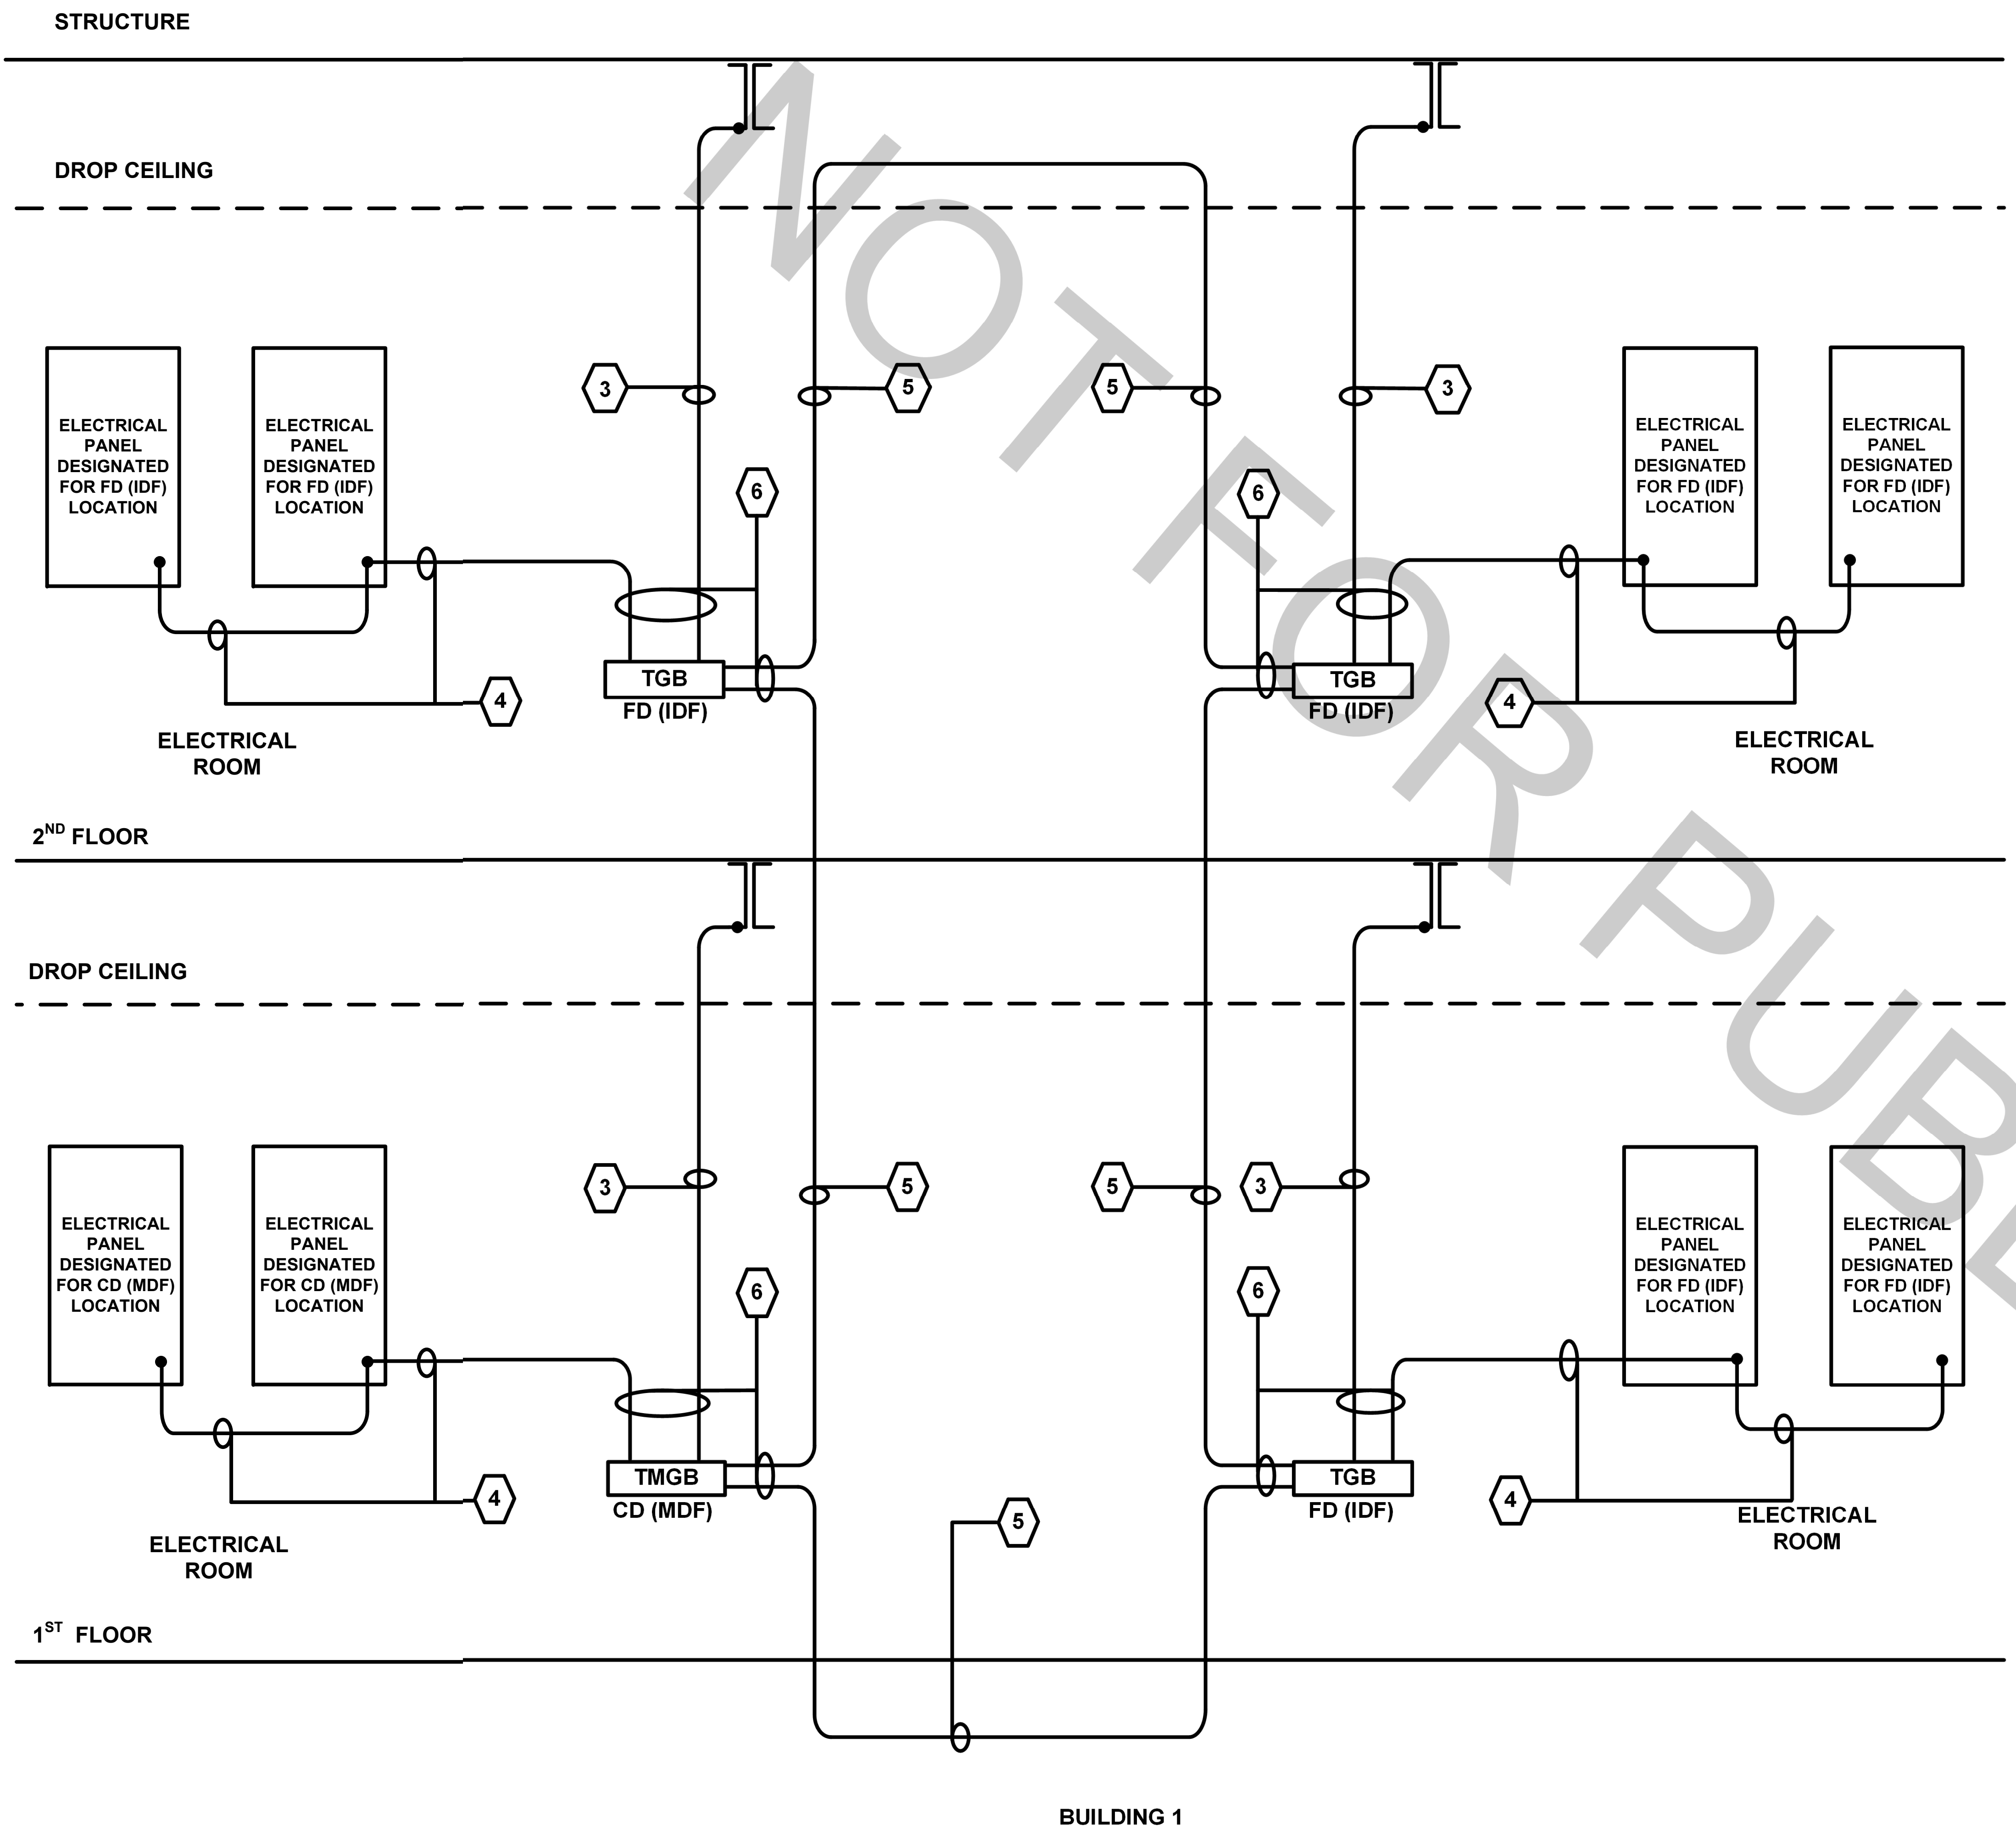 STRUCTURE
DROP CEILING
NOT FOR PUB
3
5
5
3
ELECTRICAL
PANEL
DESIGNATED
FOR FD (IDF)
LOCATION
ELECTRICAL
PANEL
DESIGNATED
FOR FD (IDF)
LOCATION
ELECTRICAL
PANEL
DESIGNATED
FOR FD (IDF)
LOCATION
ELECTRICAL
PANEL
DESIGNATED
FOR FD (IDF)
LOCATION
6
6
TGB
FD (IDF)
TGB
FD (IDF)
4
4
ELECTRICAL
ROOM
ELECTRICAL
ROOM
2ND FLOOR
DROP CEILING
3
5
5
3
ELECTRICAL
PANEL
DESIGNATED
FOR CD (MDF)
LOCATION
ELECTRICAL
PANEL
DESIGNATED
FOR CD (MDF)
LOCATION
ELECTRICAL
PANEL
DESIGNATED
FOR FD (IDF)
LOCATION
ELECTRICAL
PANEL
DESIGNATED
FOR FD (IDF)
LOCATION
6
6
TMGB
CD (MDF)
TGB
FD (IDF)
4
5
4
ELECTRICAL
ROOM
ELECTRICAL
ROOM
1ST FLOOR
BUILDING 1